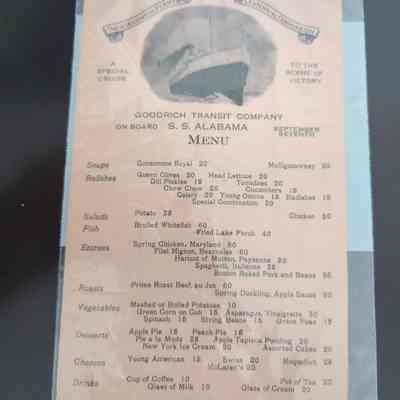 A
SPECIAL
CRUISE
TO THE
SCENE OF
VICTORY
GOODRICH TRANSIT COMPANY
ON BOARD S. S. ALABAMA
SEPTEMBER
SEVENTH
MENU
Soups Consomme Royal 20 Mulligatawney 20
Relishes Queen Olives 20 Head Lettuce 20
Dill Pickles 15 Tomatoes 20
Chow Chow 20 Cucumbers 15
Celery 20 Young Onions 15 Radishes 15
Special Combination 20
Salads Potato 25 Chicken 50
Fish Broiled Whitefish 60
Fried Lake Perch 40
Entrees Spring Chicken, Maryland 80
Filet Mignon, Bearnaise 60
Haricot of Mutton, Paysanne 50
Spaghetti, Italienne 25
Boston Baked Pork and Beans 50
Roasts Prime Roast Beef, au Jus 60
Spring Duckling, Apple Sauce 90
Vegetables Mashed or Boiled Potatoes 10
Green Corn on Cob 15 Asparagus, Vinaigrette 30
Spinach 15 String Beans 15 Green Peas 15
Desserts Apple Pie 15 Peach Pie 15
Pie a la Mode 25 Apple Tapioca Pudding 20
New York Ice Cream 20 Assorted Cakes 20
Cheeses Young American 15 Swiss 20 Roquefort 25
McLaren's 20
Drinks Cup of Coffee 10 Pot of Tea 20
Glass of Milk 10 Glass of Cream 20